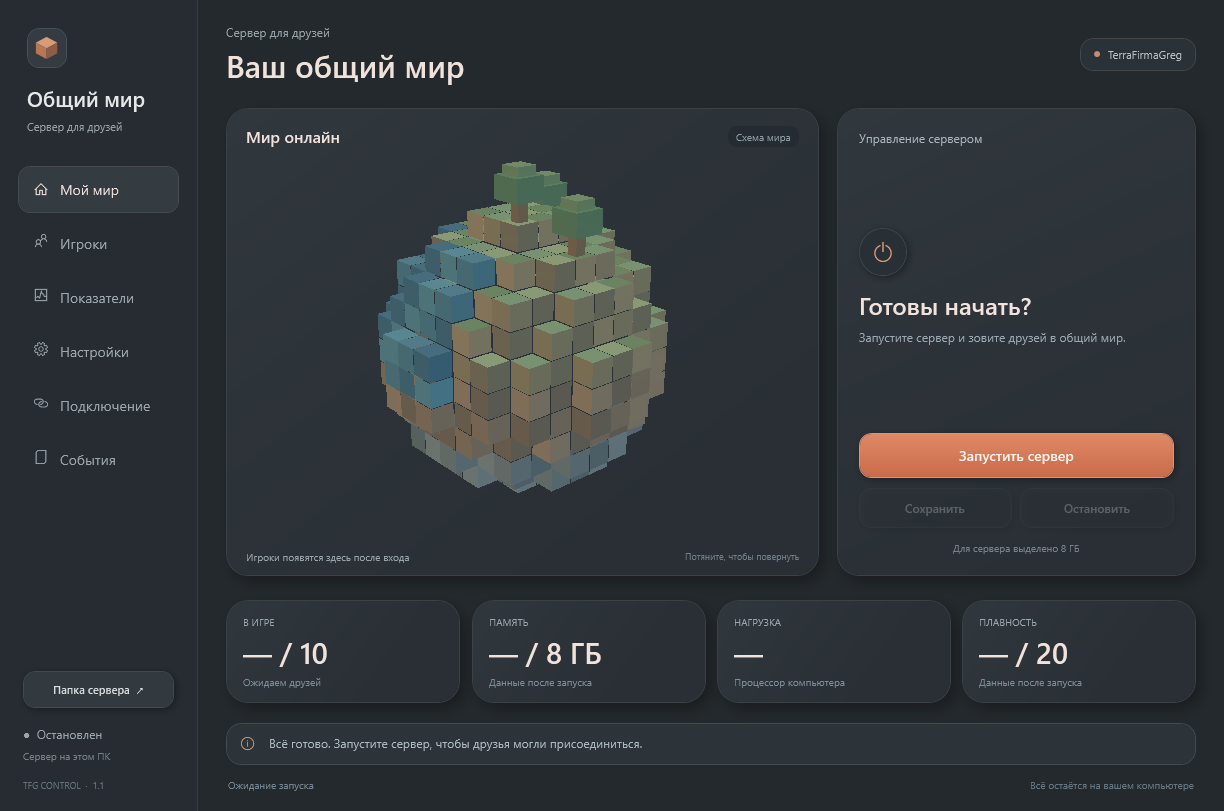 Общий мир
Сервер для друзей
Мой мир
Игроки
Показатели
Настройки
Подключение
События
Папка сервера ↗
Остановлен
Сервер на этом ПК
TFG CONTROL · 1.1
Сервер для друзей
Ваш общий мир
TerraFirmaGreg
Мир онлайн
Схема мира
Игроки появятся здесь после входа
Потяните, чтобы повернуть
Управление сервером
Готовы начать?
Запустите сервер и зовите друзей в общий мир.
Запустить сервер
Сохранить
Остановить
Для сервера выделено 8 ГБ
В ИГРЕ
— / 10
Ожидаем друзей
ПАМЯТЬ
— / 8 ГБ
Данные после запуска
НАГРУЗКА
—
Процессор компьютера
ПЛАВНОСТЬ
— / 20
Данные после запуска
Всё готово. Запустите сервер, чтобы друзья могли присоединиться.
Ожидание запуска
Всё остаётся на вашем компьютере